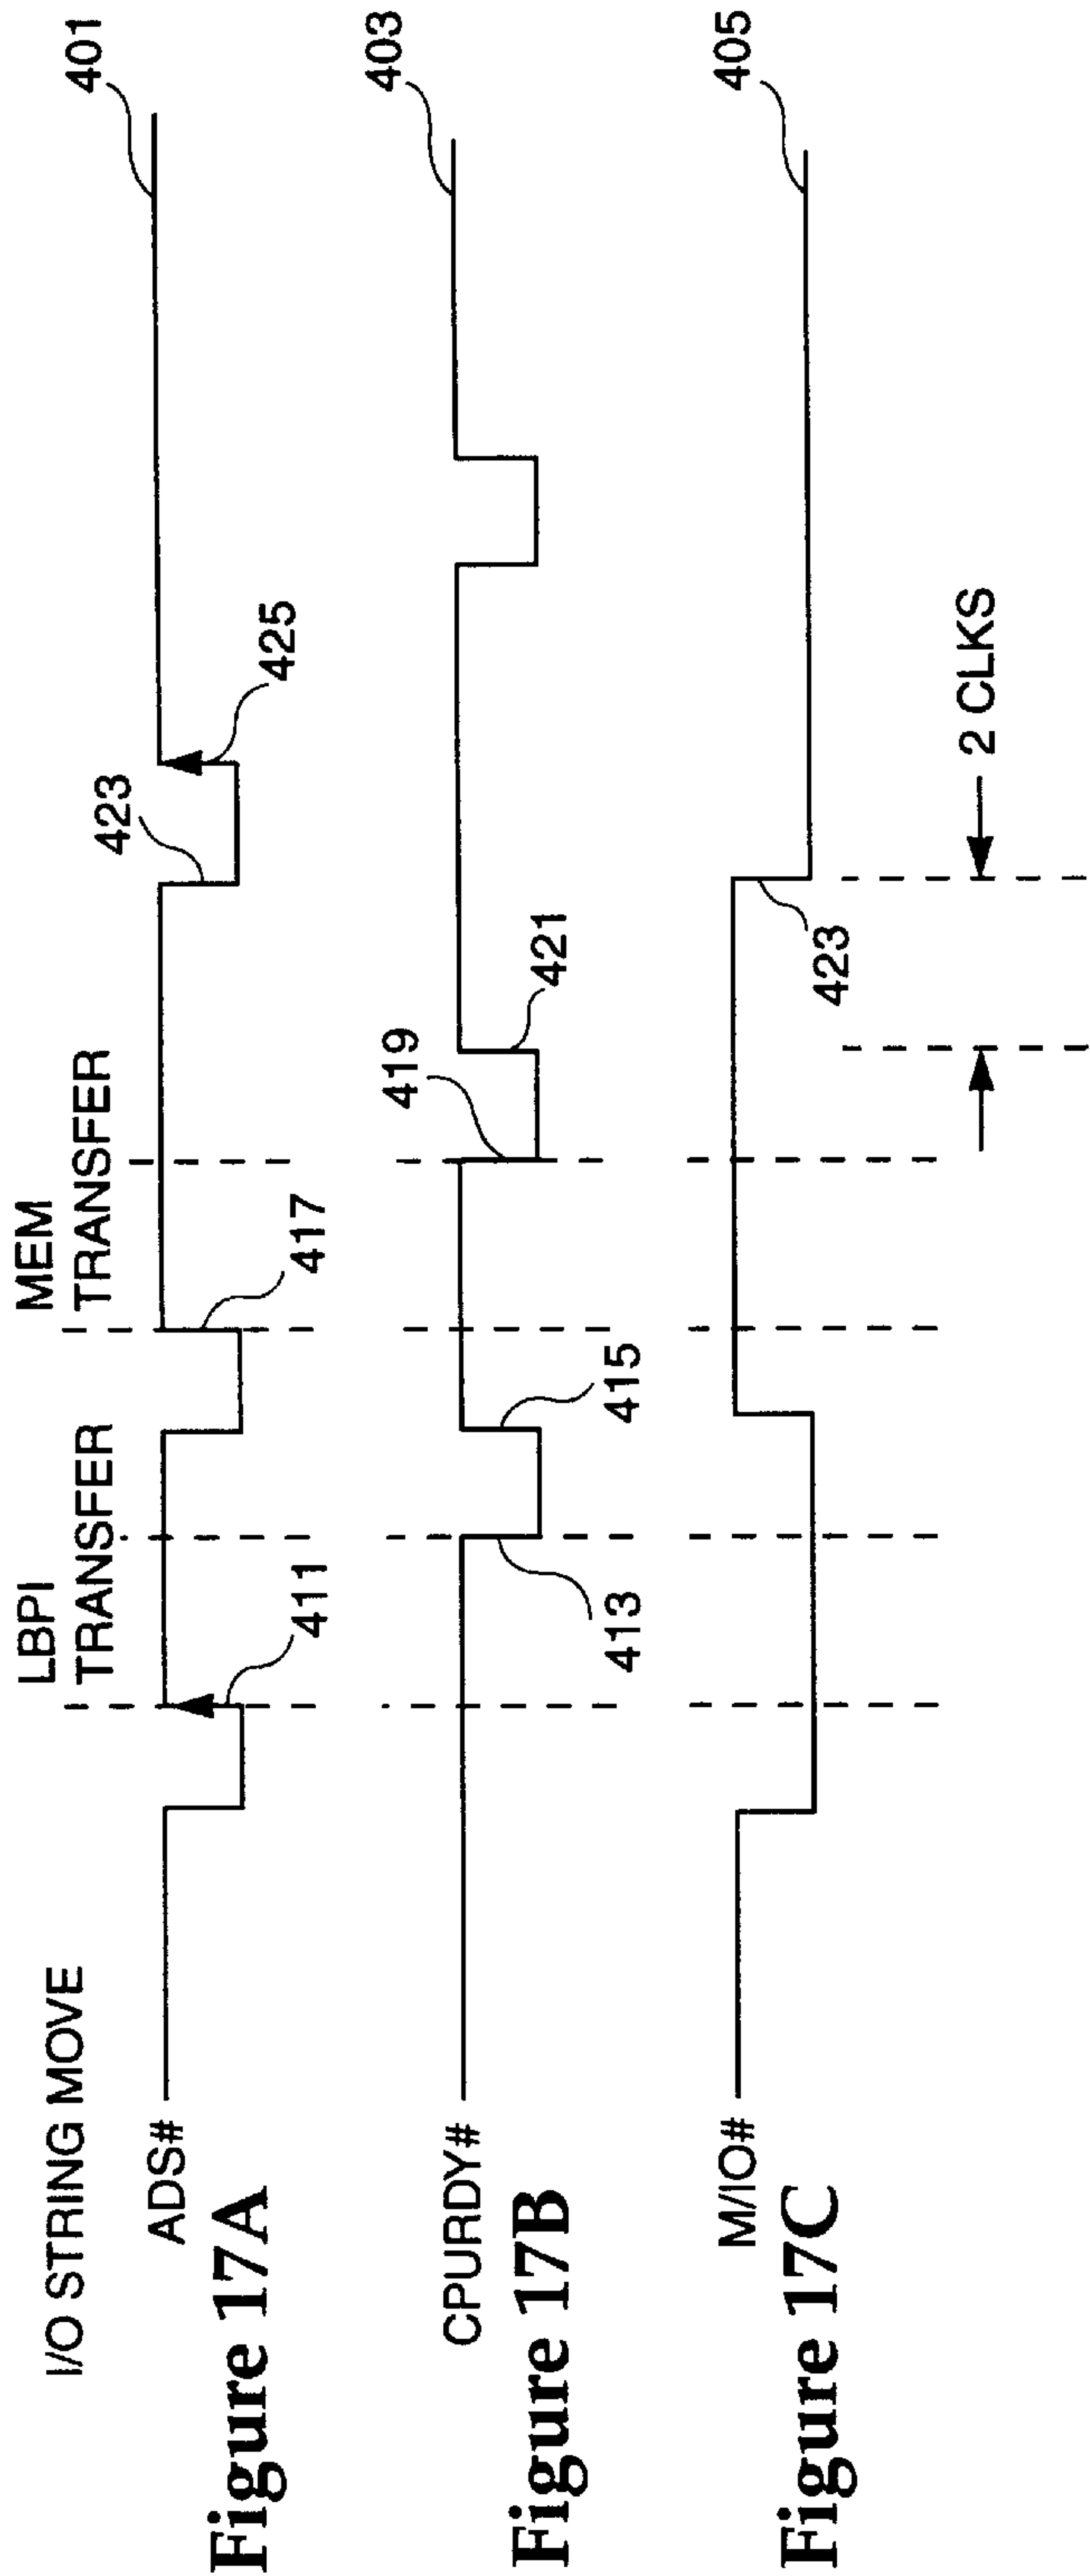 I/O STRING MOVE
LBPI
TRANSFER
MEM
TRANSFER
ADS#
411
417
423
425
401
Figure 17A
CPURDY#
413
415
419
421
403
Figure 17B
M/IO#
423
405
Figure 17C
2 CLKS